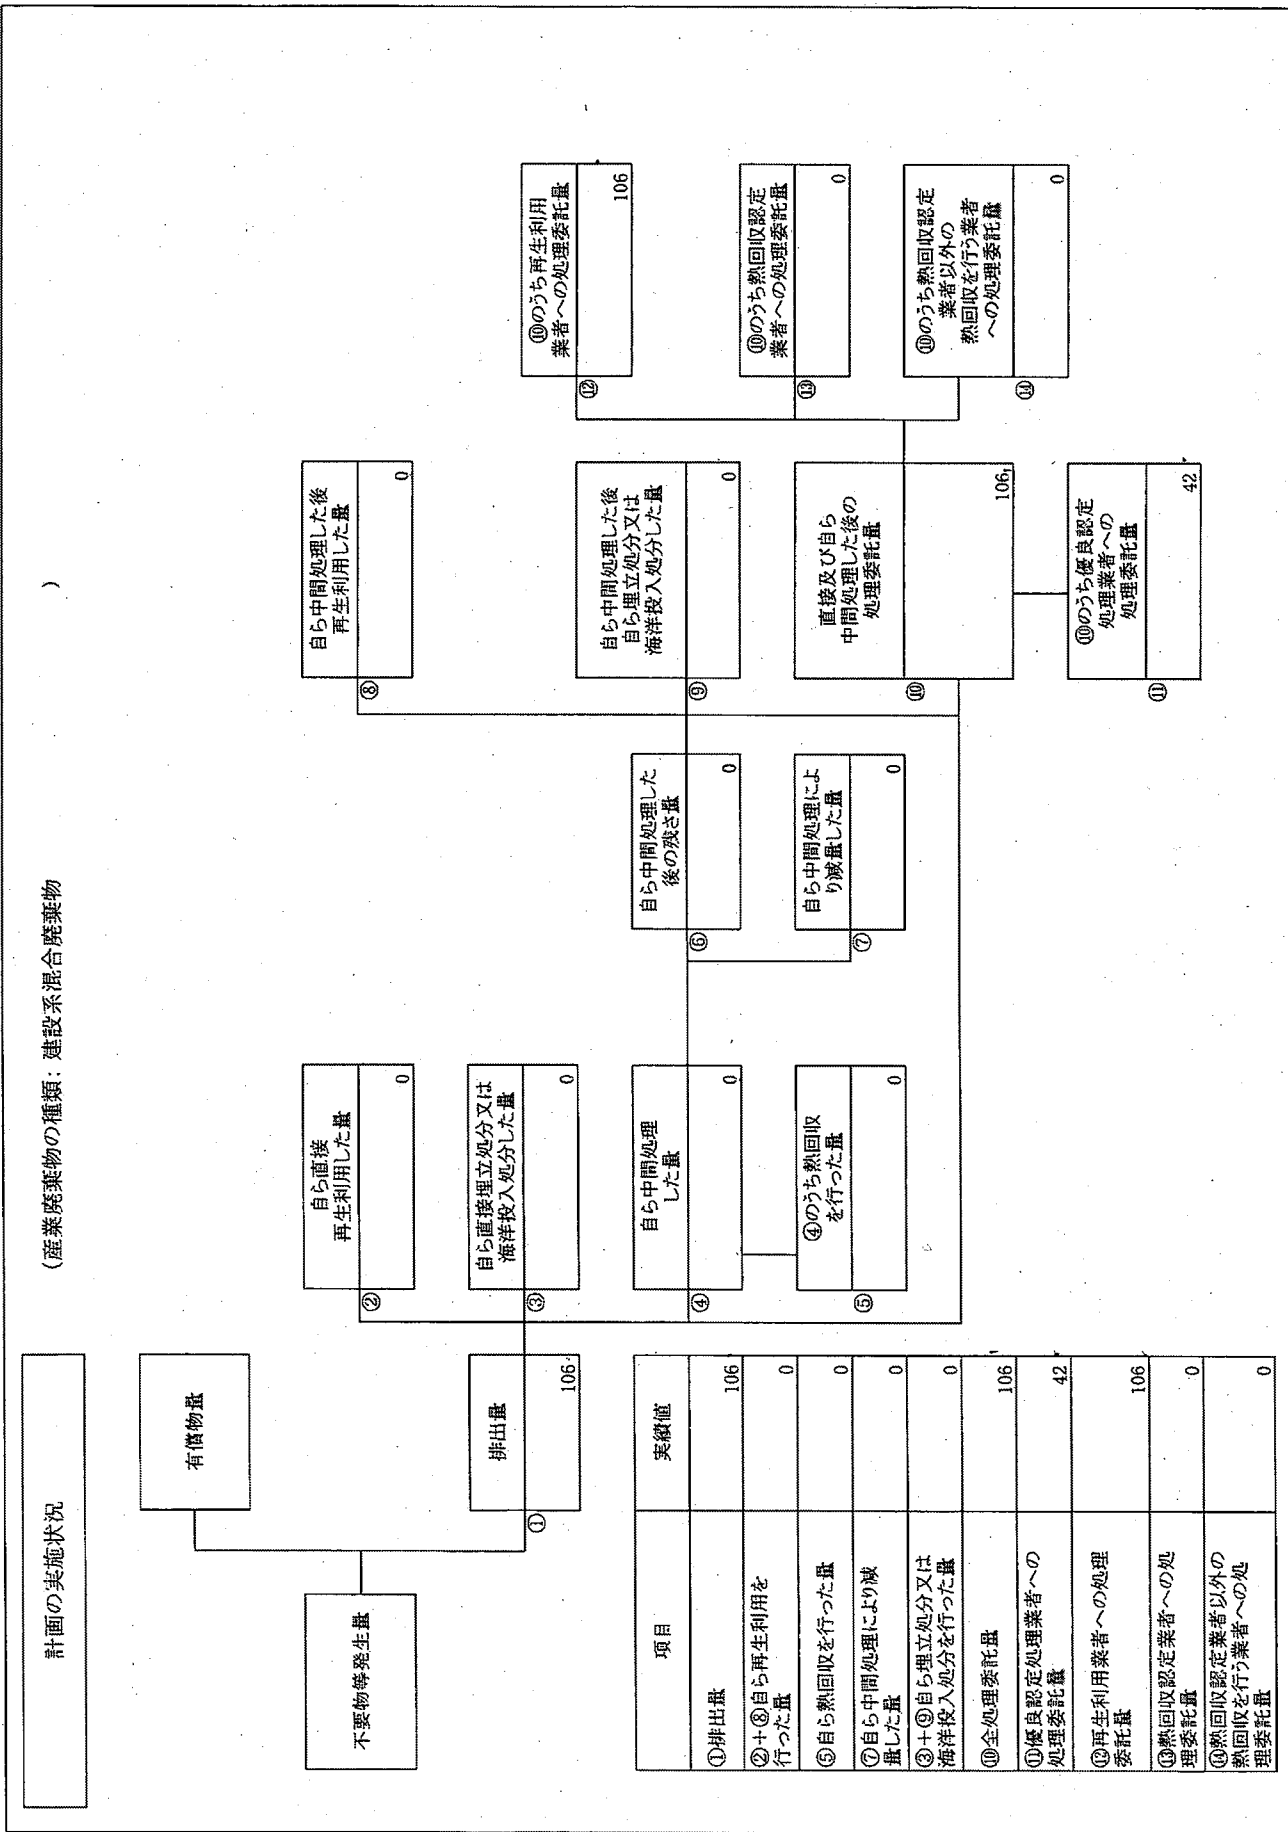 計画の実施状況
(産業廃棄物の種類：建設系混合廃棄物
)
不要物等発生量
有償物量
①
排出量
106
②
自ら直接
再生利用した量
0
③
自ら直接埋立処分又は
海洋投入処分した量
0
④
自ら中間処理
した量
0
⑤
④のうち熱回収
を行った量
0
⑥
自ら中間処理した
後の残さ量
0
⑦
自ら中間処理によ
り減量した量
0
⑧
自ら中間処理した後
再生利用した量
0
⑨
自ら中間処理した後
自ら埋立処分又は
海洋投入処分した量
0
⑩
直接及び自ら
中間処理した後の
処理委託量
106
⑪
⑩のうち優良認定
処理業者への
処理委託量
42
⑫
⑩のうち再生利用
業者への処理委託量
106
⑬
⑩のうち熱回収認定
業者への処理委託量
0
⑭
⑩のうち熱回収認定
業者以外の
熱回収を行う業者
への処理委託量
0
項目 実績値
①排出量 106
②+⑧自ら再生利用を
行った量 0
⑤自ら熱回収を行った量 0
⑦自ら中間処理により減
量した量 0
③+⑨自ら埋立処分又は
海洋投入処分を行った量 0
⑩全処理委託量 106
⑪優良認定処理業者への
処理委託量 42
⑫再生利用業者への処理
委託量 106
⑬熱回収認定業者への処
理委託量 0
⑭熱回収認定業者以外の
熱回収を行う業者への処
理委託量 0